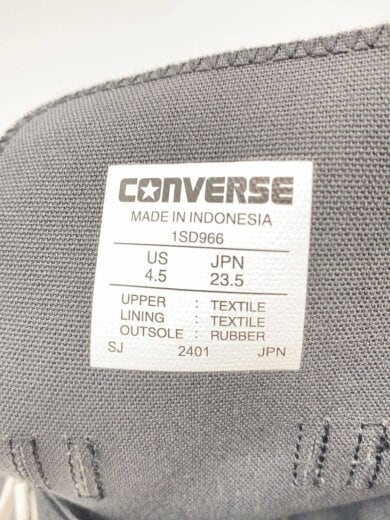 CONVERSE
MADE IN INDONESIA
1SD966
US JPN
4.5 23.5
UPPER : TEXTILE
LINING : TEXTILE
OUTSOLE : RUBBER
SJ 2401 JPN